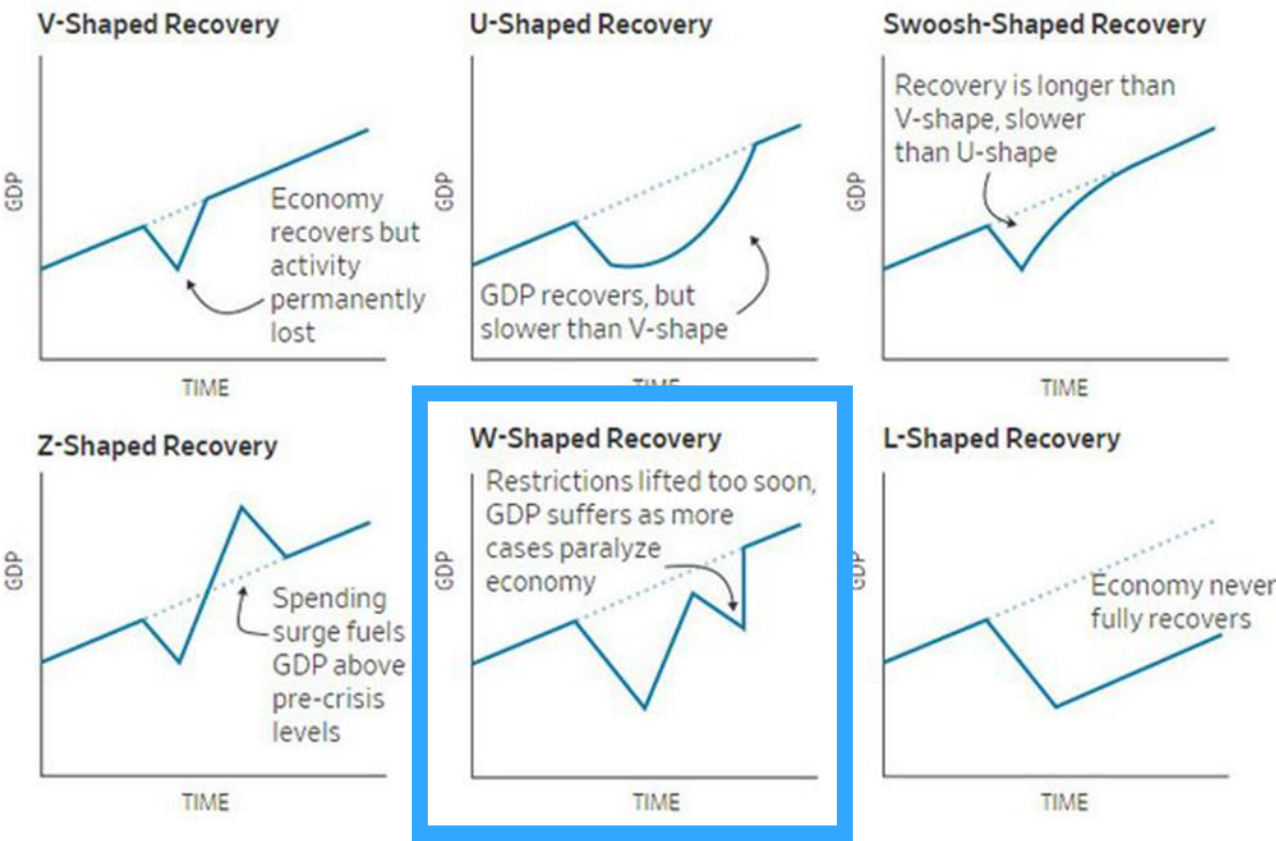 V-Shaped Recovery
GDP
Economy
recovers but
activity
permanently
lost
TIME
U-Shaped Recovery
GDP
GDP recovers, but
slower than V-shape
TIME
Swoosh-Shaped Recovery
Recovery is longer than
V-shape, slower
than U-shape
GDP
TIME
Z-Shaped Recovery
GDP
Spending
surge fuels
GDP above
pre-crisis
levels
TIME
W-Shaped Recovery
Restrictions lifted too soon,
GDP suffers as more
cases paralyze
economy
GDP
TIME
L-Shaped Recovery
GDP
Economy never
fully recovers
TIME